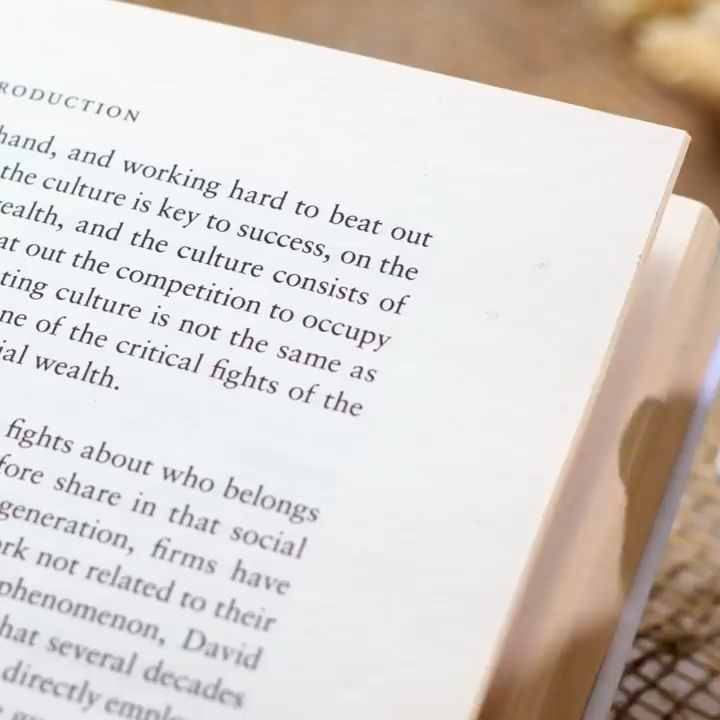 RODUCTION
hand, and working hard to beat out
the culture is key to success, on the
ealth, and the culture consists of
at out the competition to occupy
ting culture is not the same as
ne of the critical fights of the
ial wealth.
fights about who belongs
fore share in that social
generation, firms have
rk not related to their
phenomenon, David
hat several decades
directly emplo